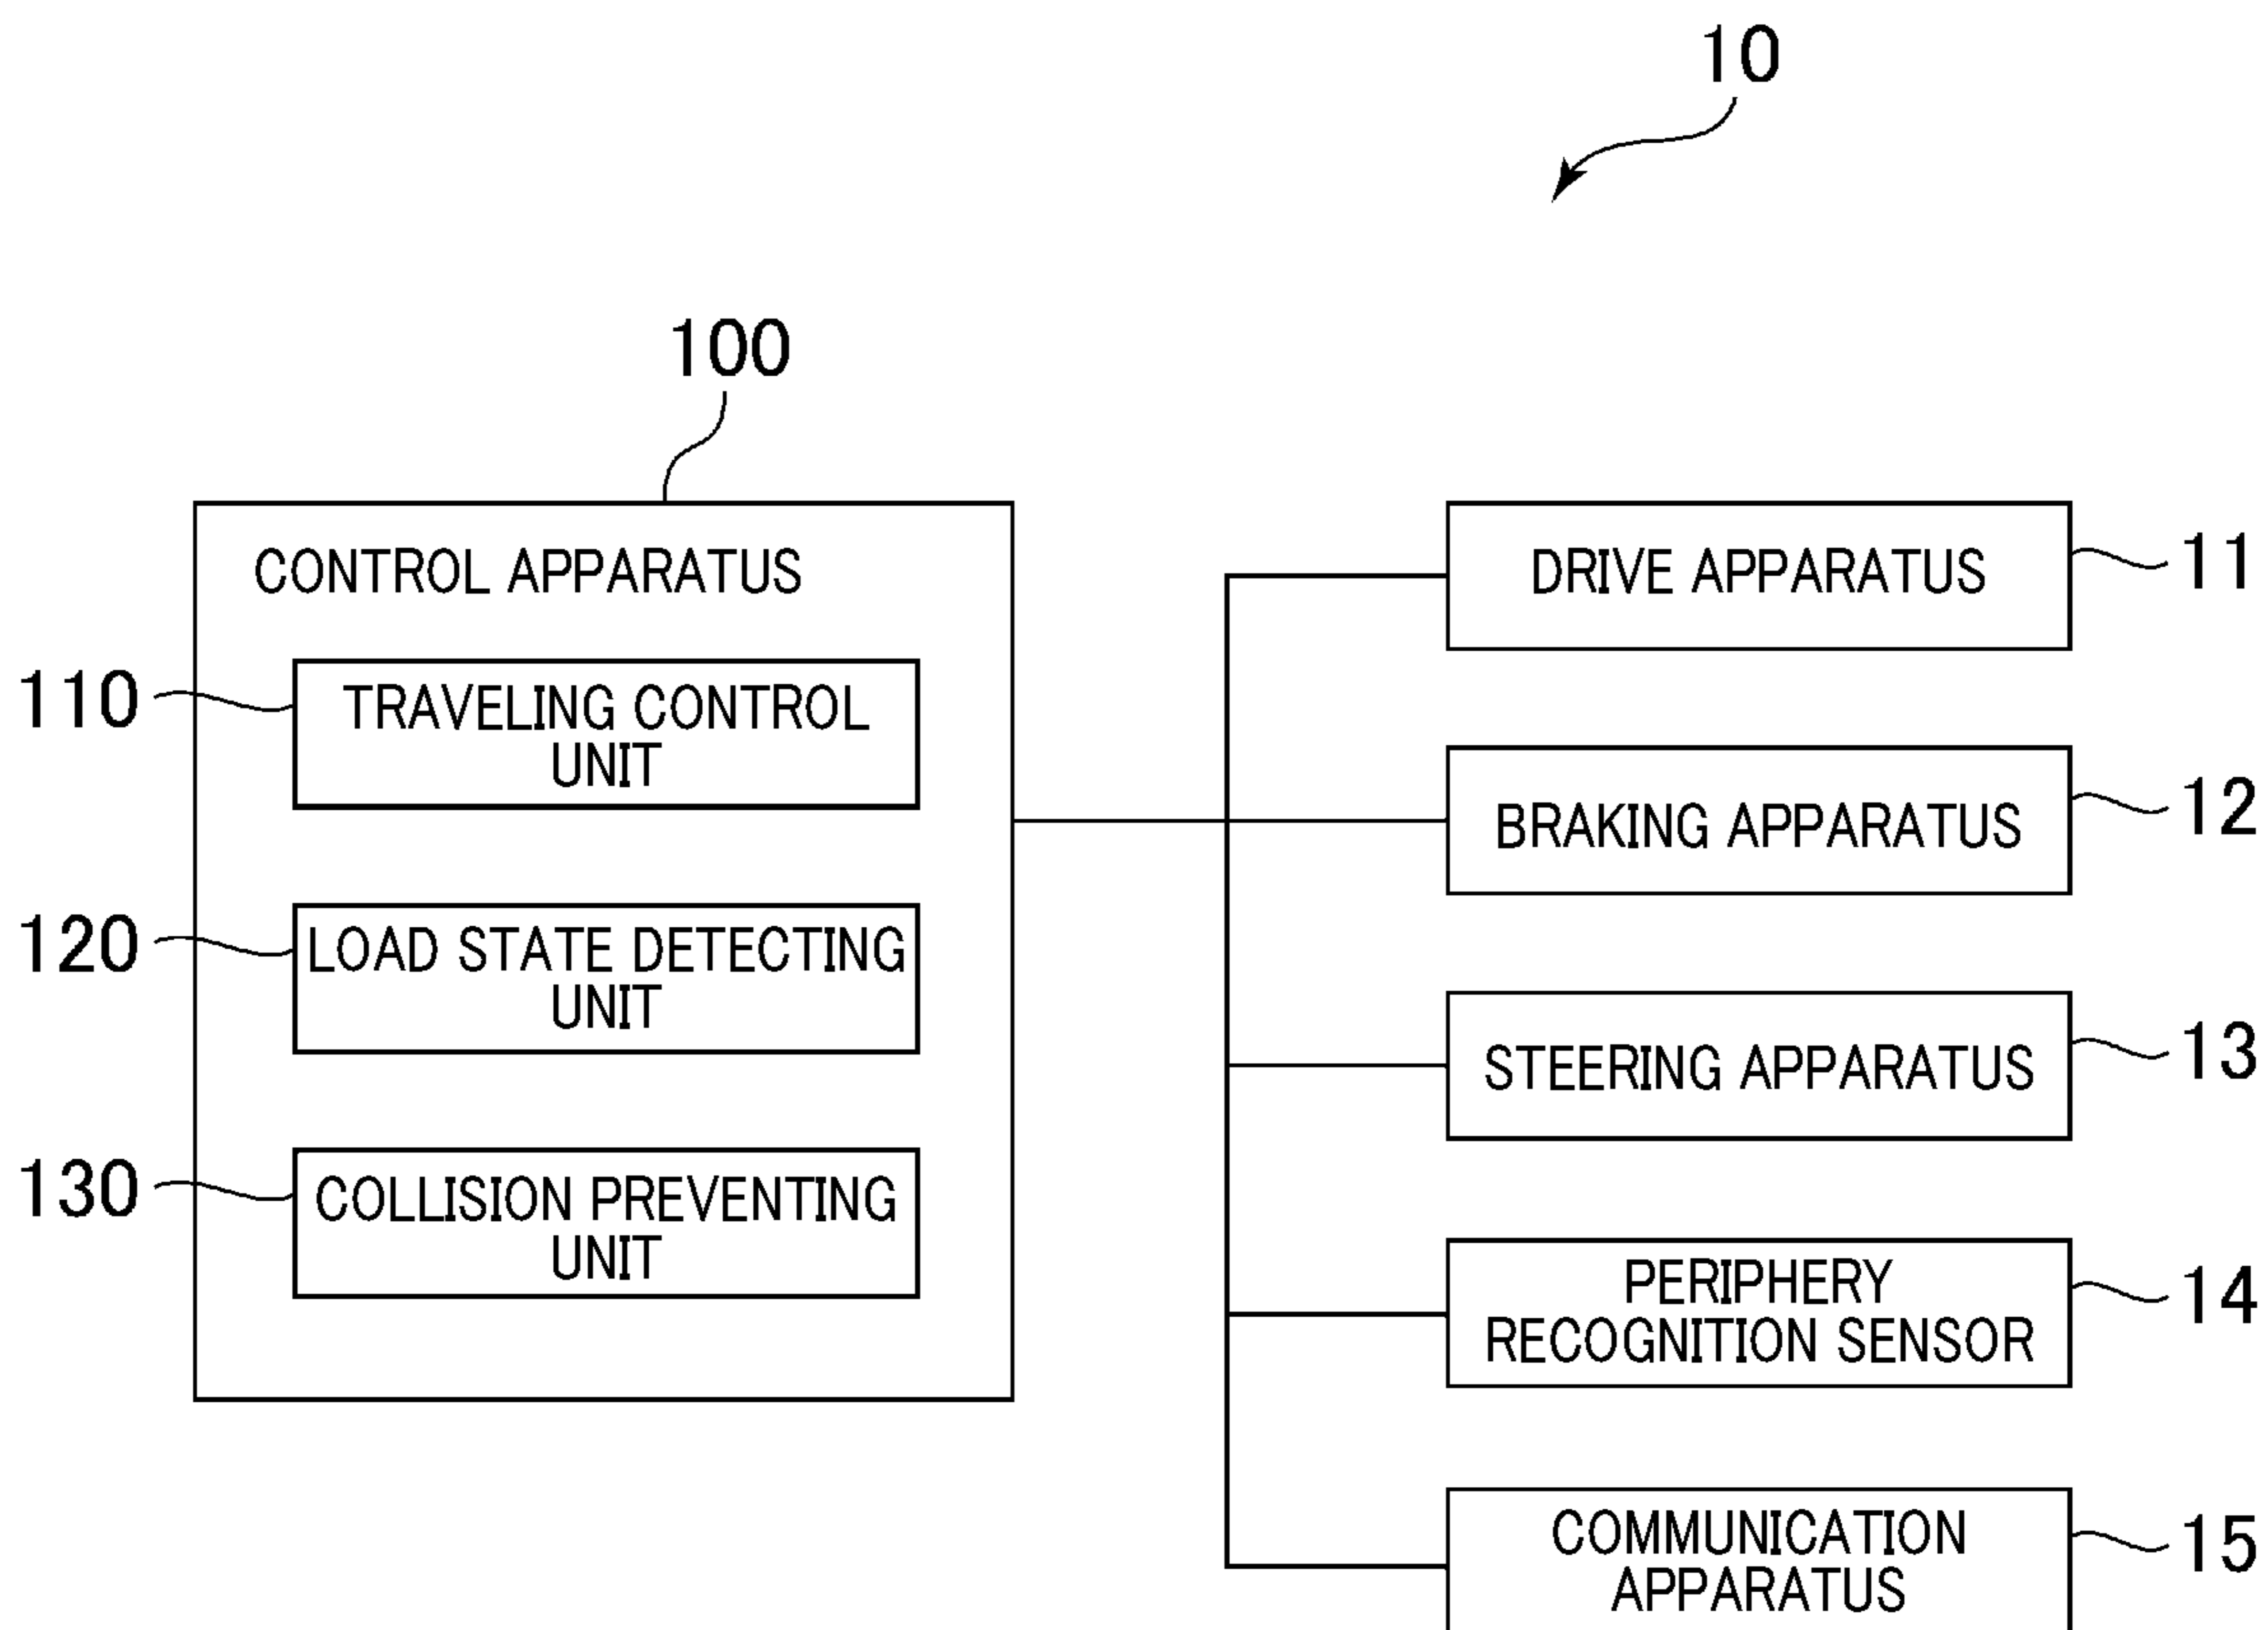 10
100
CONTROL APPARATUS
110
TRAVELING CONTROL
UNIT
120
LOAD STATE DETECTING
UNIT
130
COLLISION PREVENTING
UNIT
DRIVE APPARATUS
11
BRAKING APPARATUS
12
STEERING APPARATUS
13
PERIPHERY
RECOGNITION SENSOR
14
COMMUNICATION
APPARATUS
15